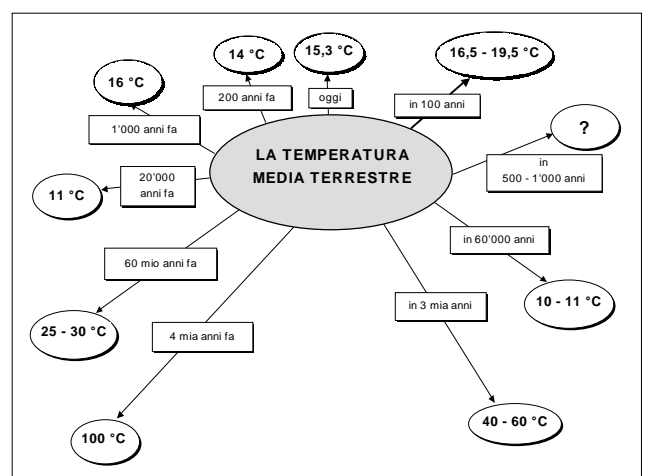 14 °C
15,3 °C
16,5 - 19,5 °C
16 °C
200 anni fa
oggi
in 100 anni
1'000 anni fa
?
LA TEMPERATURA
MEDIA TERRESTRE
in
500 - 1'000 anni
20'000
anni fa
11 °C
in 60'000 anni
60 mio anni fa
10 - 11 °C
in 3 mia anni
25 - 30 °C
4 mia anni fa
40 - 60 °C
100 °C